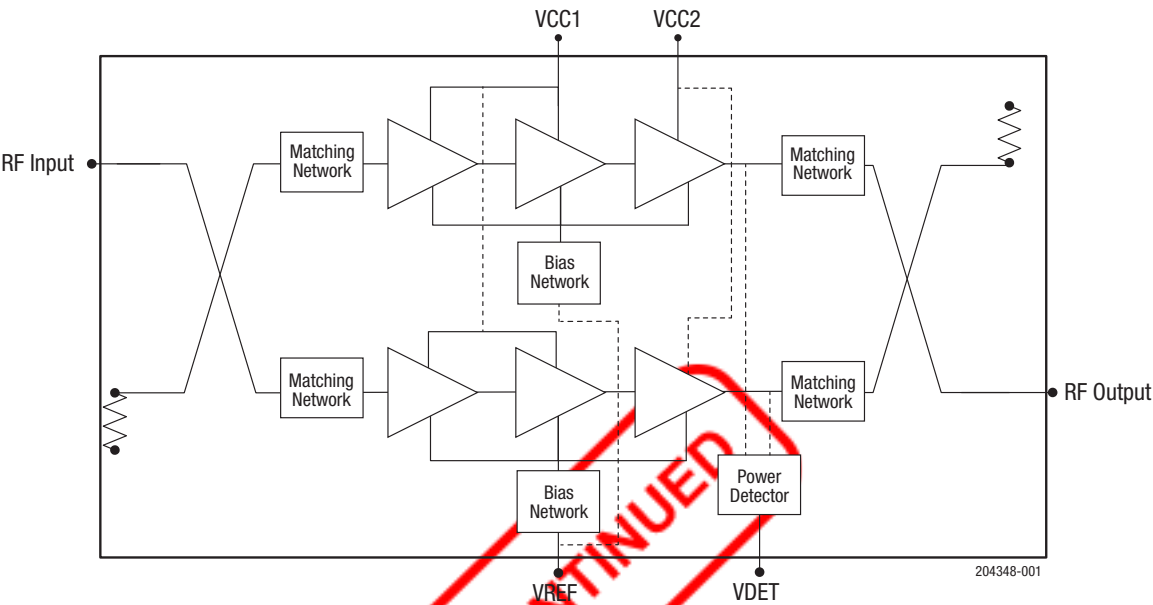 VCC1
VCC2
RF Input
Matching
Network
Matching
Network
Bias
Network
Matching
Network
Matching
Network
RF Output
Bias
Network
Power
Detector
204348-001
VREF
VDET